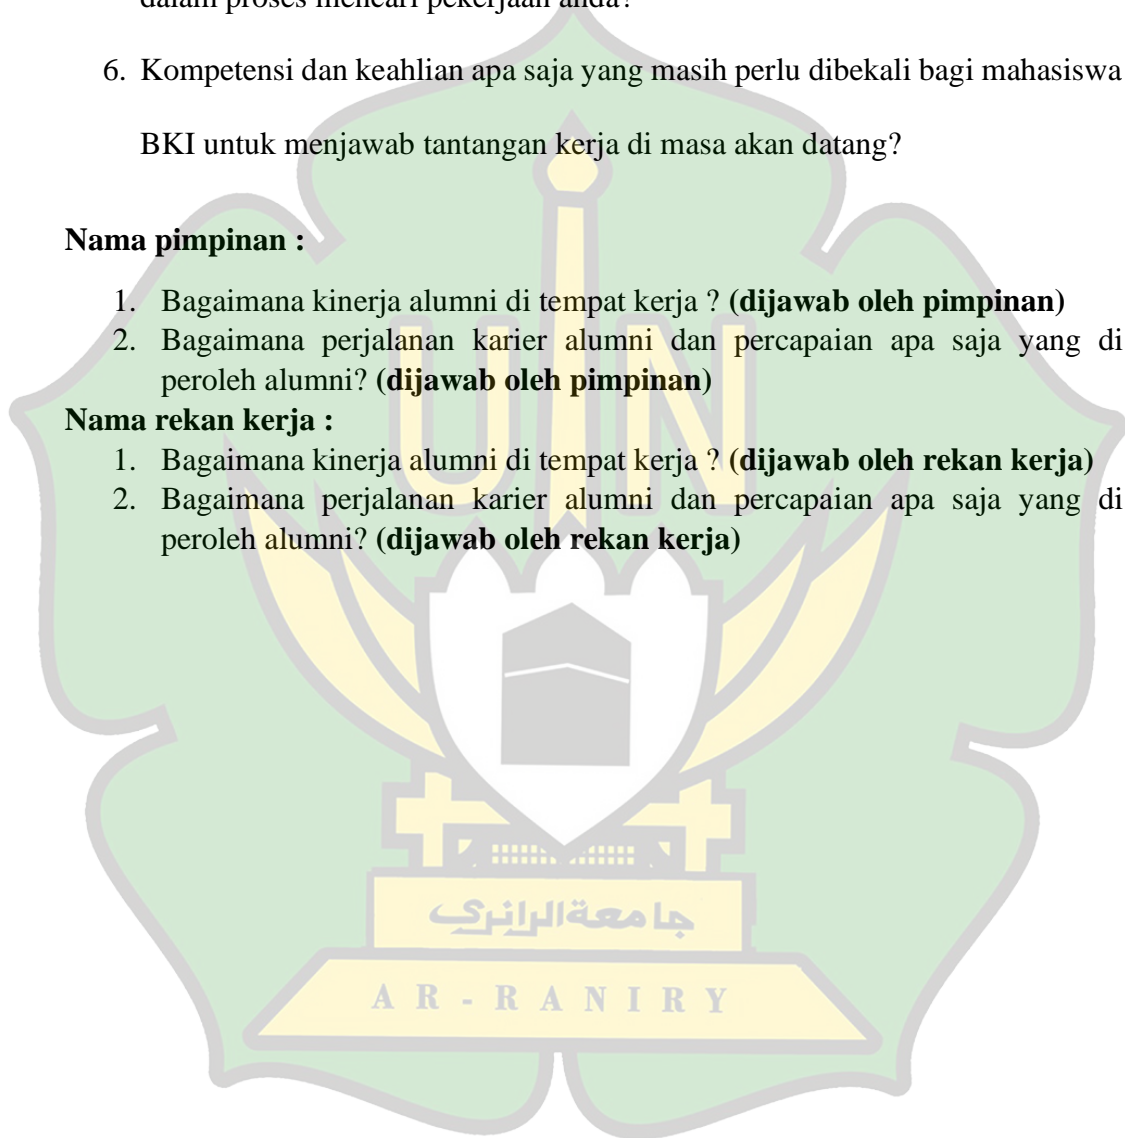 dalam proses mencari pekerjaan anda?
6. Kompetensi dan keahlian apa saja yang masih perlu dibekali bagi mahasiswa
BKI untuk menjawab tantangan kerja di masa akan datang?
Nama pimpinan :
1. Bagaimana kinerja alumni di tempat kerja ? (dijawab oleh pimpinan)
2. Bagaimana perjalanan karier alumni dan percapaian apa saja yang di
peroleh alumni? (dijawab oleh pimpinan)
Nama rekan kerja :
1. Bagaimana kinerja alumni di tempat kerja ? (dijawab oleh rekan kerja)
2. Bagaimana perjalanan karier alumni dan percapaian apa saja yang di
peroleh alumni? (dijawab oleh rekan kerja)
UIN
جامعةالرانري
AR-RANIRY